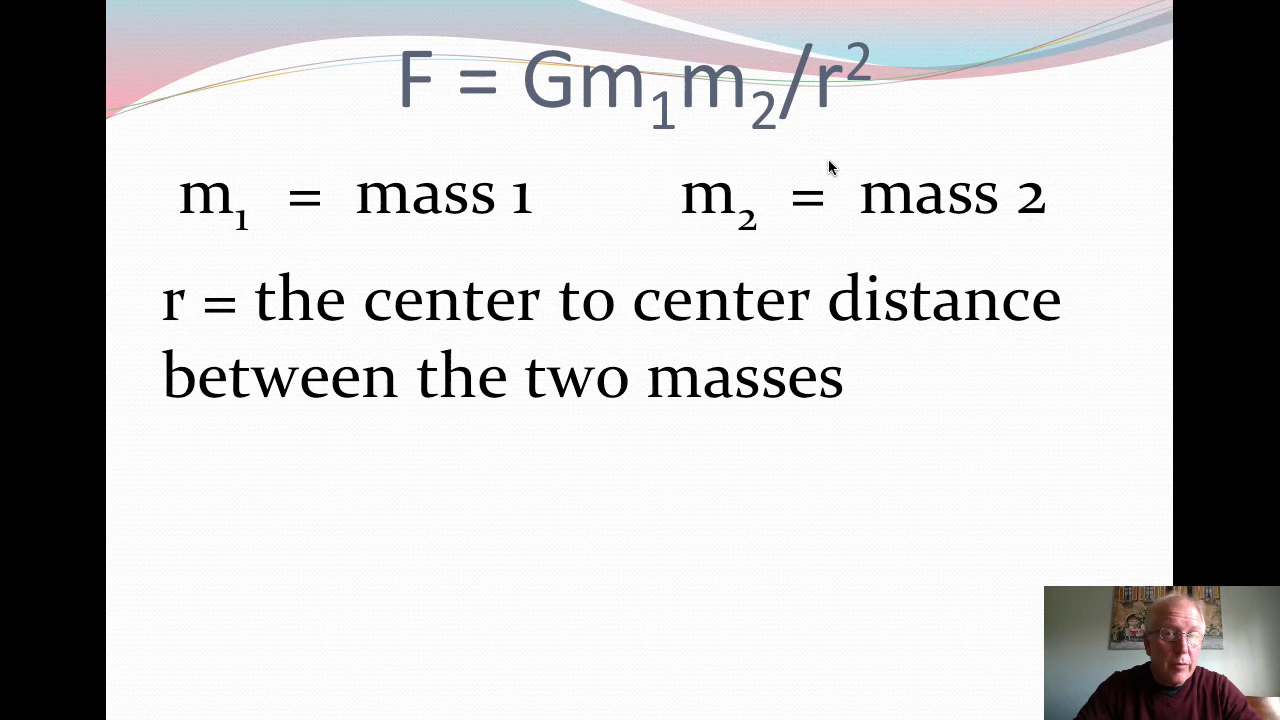 F = Gm₁m₂/r²
m₁ = mass 1 m₂ = mass 2
r = the center to center distance
between the two masses